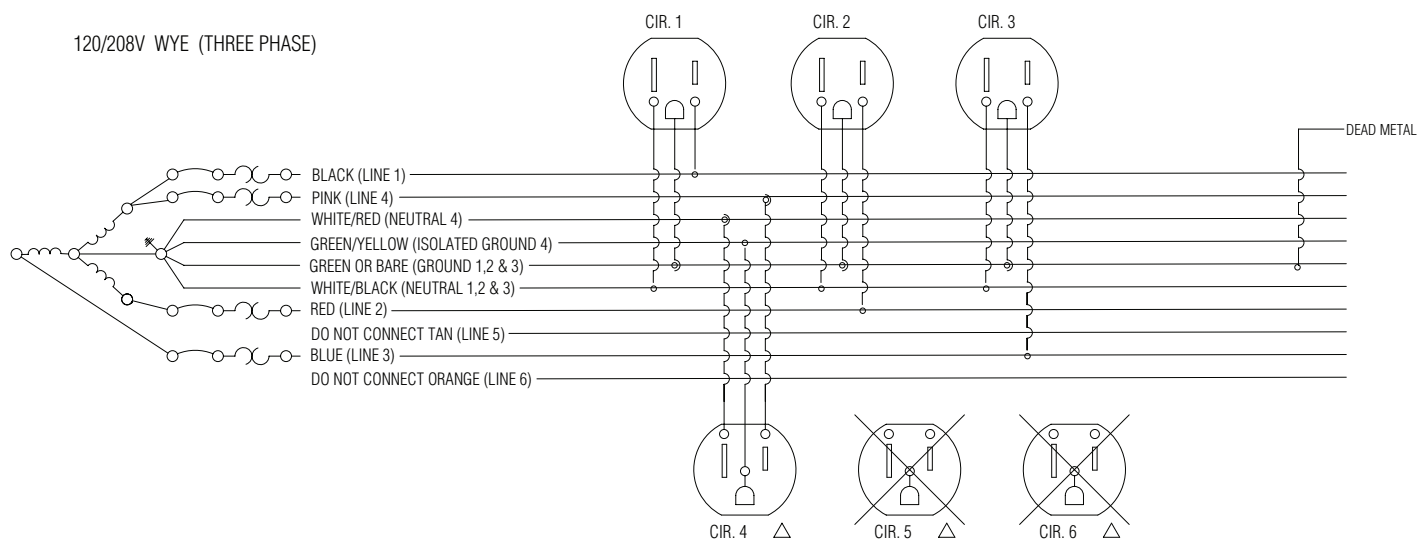 CIR. 1
CIR. 2
CIR. 3
120/208V WYE (THREE PHASE)
DEAD METAL
BLACK (LINE 1)
PINK (LINE 4)
WHITE/RED (NEUTRAL 4)
GREEN/YELLOW (ISOLATED GROUND 4)
GREEN OR BARE (GROUND 1,2 & 3)
WHITE/BLACK (NEUTRAL 1,2 & 3)
RED (LINE 2)
DO NOT CONNECT TAN (LINE 5)
BLUE (LINE 3)
DO NOT CONNECT ORANGE (LINE 6)
CIR. 4
CIR. 5
CIR. 6